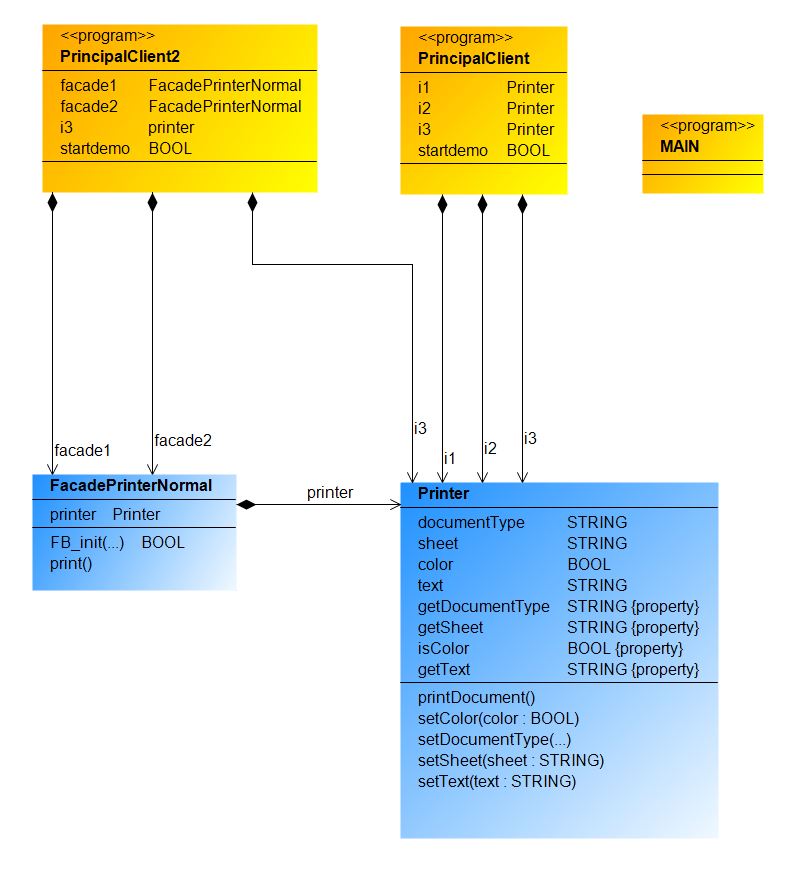 <<program>>
PrincipalClient2
facade1 FacadePrinterNormal
facade2 FacadePrinterNormal
i3 printer
startdemo BOOL
<<program>>
PrincipalClient
i1 Printer
i2 Printer
i3 Printer
startdemo BOOL
<<program>>
MAIN
facade1
facade2
i3
i1
i2
i3
FacadePrinterNormal
printer Printer
FB_init(...) BOOL
print()
printer
Printer
documentType STRING
sheet STRING
color BOOL
text STRING
getDocumentType STRING {property}
getSheet STRING {property}
isColor BOOL {property}
getText STRING {property}
printDocument()
setColor(color : BOOL)
setDocumentType(...)
setSheet(sheet : STRING)
setText(text : STRING)